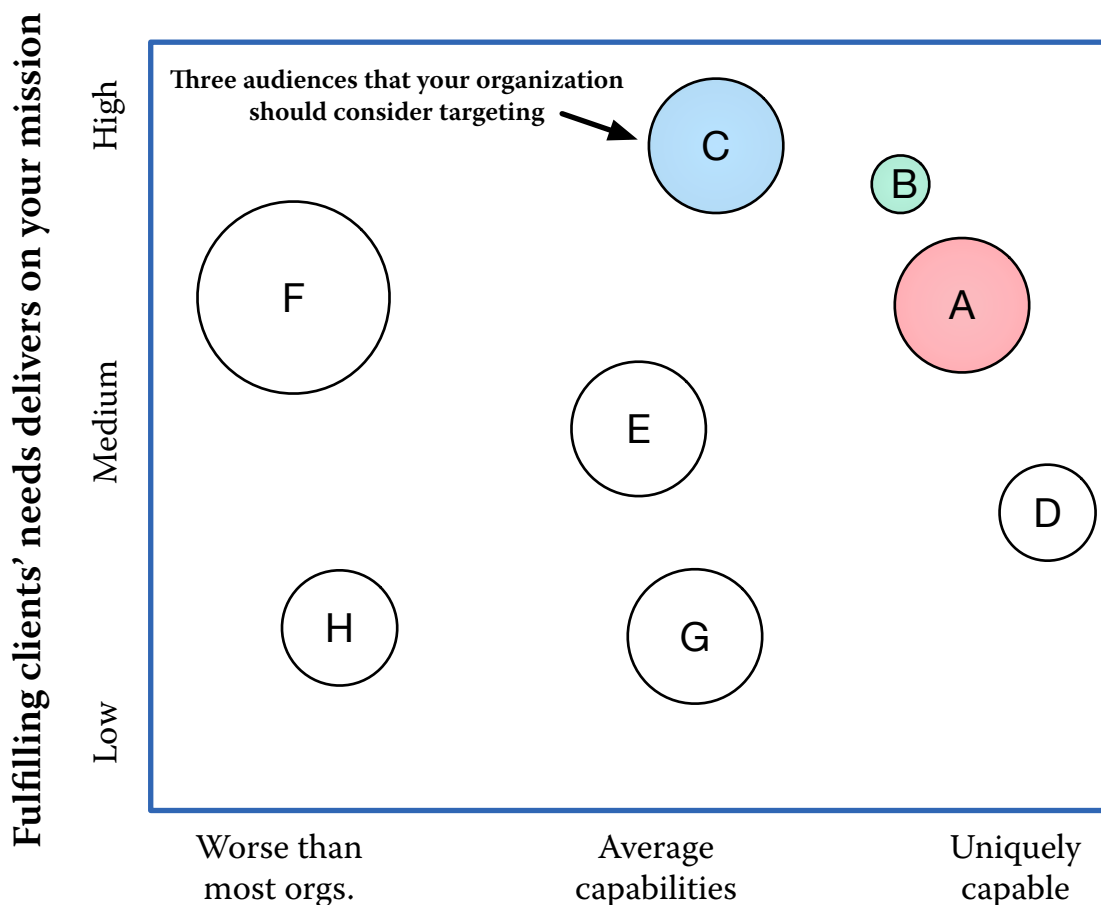 Fulfilling clients’ needs delivers on your mission
High
Medium
Low
Three audiences that your organization
should consider targeting
C
B
F
A
E
D
H
G
Worse than
most orgs.
Average
capabilities
Uniquely
capable